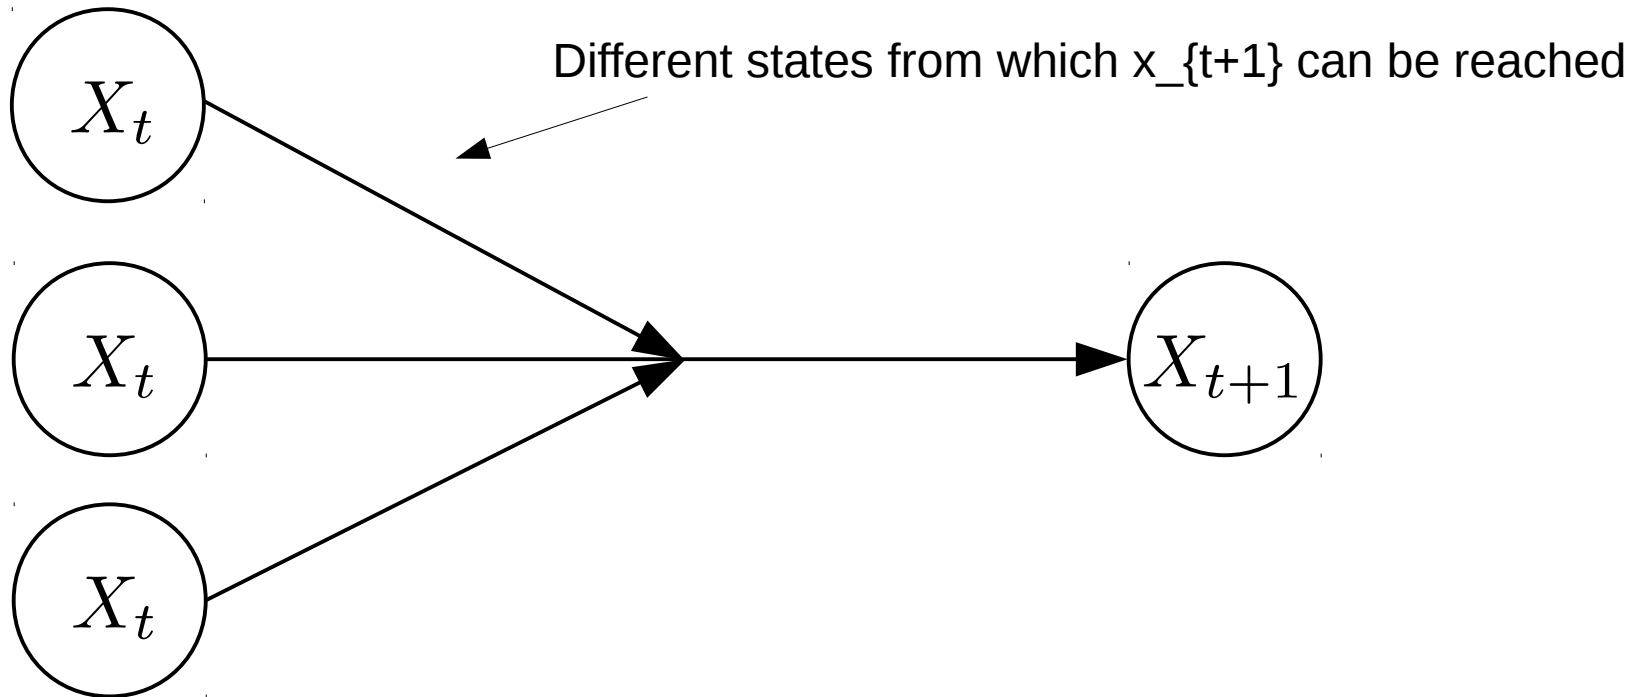 X_t
Different states from which x_{t+1} can be reached
X_t
X_{t+1}
X_t